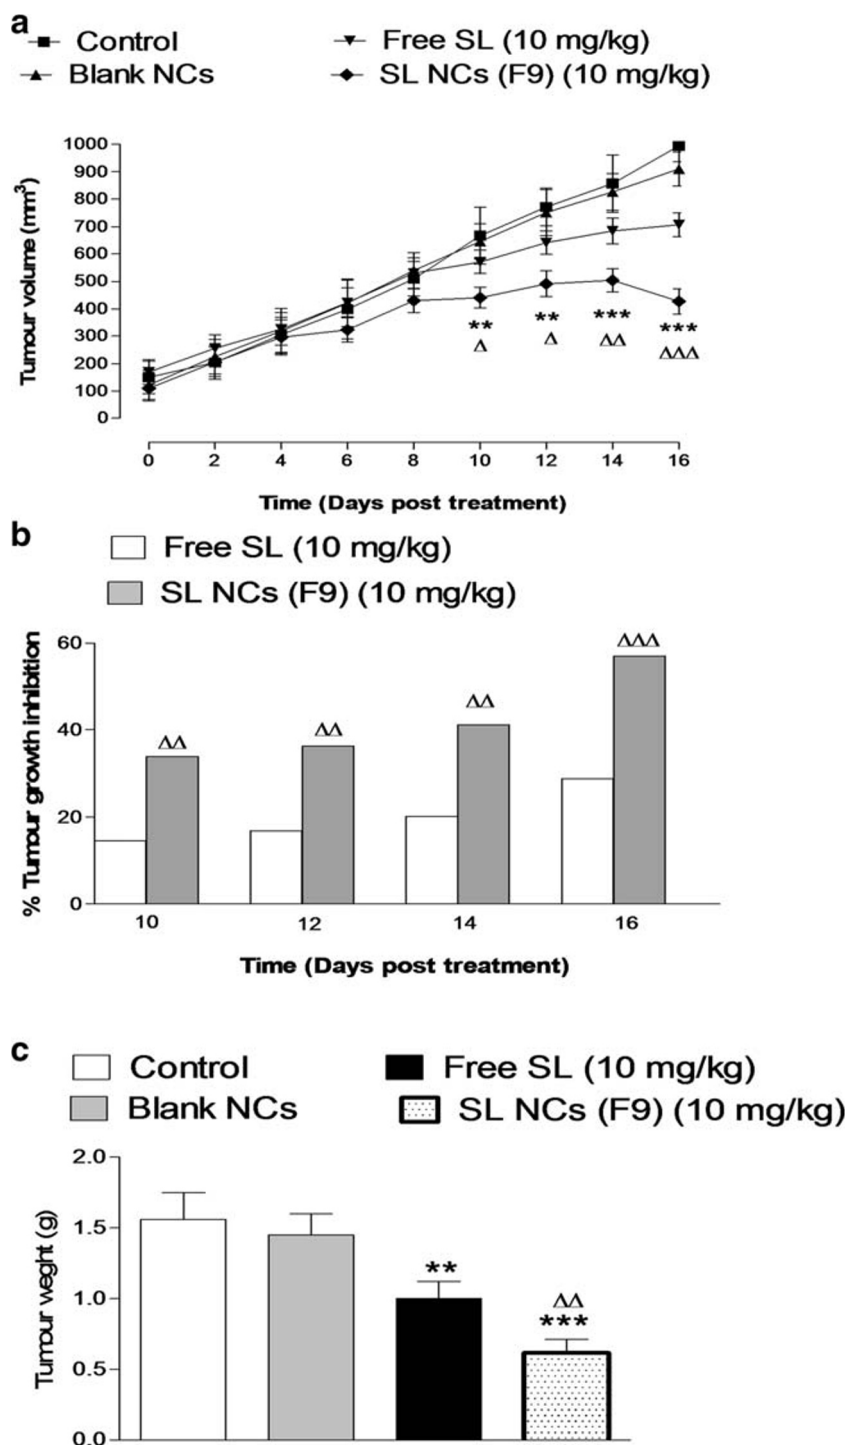 a
Control
Free SL (10 mg/kg)
Blank NCs
SL NCs (F9) (10 mg/kg)
Tumour volume (mm³)
1000
900
800
700
600
500
400
300
200
100
0
** ** *** ***
Δ Δ ΔΔ ΔΔΔ
0 2 4 6 8 10 12 14 16
Time (Days post treatment)
b
Free SL (10 mg/kg)
SL NCs (F9) (10 mg/kg)
% Tumour growth inhibition
60
40
20
0
ΔΔ ΔΔ ΔΔ ΔΔΔ
10 12 14 16
Time (Days post treatment)
c
Control
Free SL (10 mg/kg)
Blank NCs
SL NCs (F9) (10 mg/kg)
Tumour weght (g)
2.0
1.5
1.0
0.5
0.0
**
ΔΔ
***